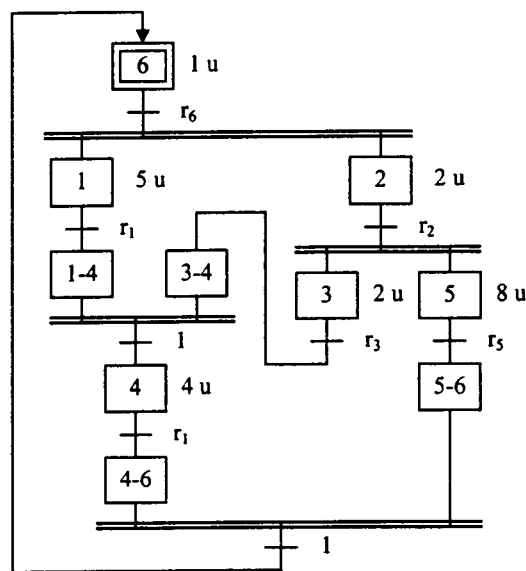 6 1 u
r₆
1 5 u 2 2 u
r₁ r₂
1-4 3-4 3 2 u 5 8 u
1 r₃ r₅
4 4 u 5-6
r₁
4-6
1